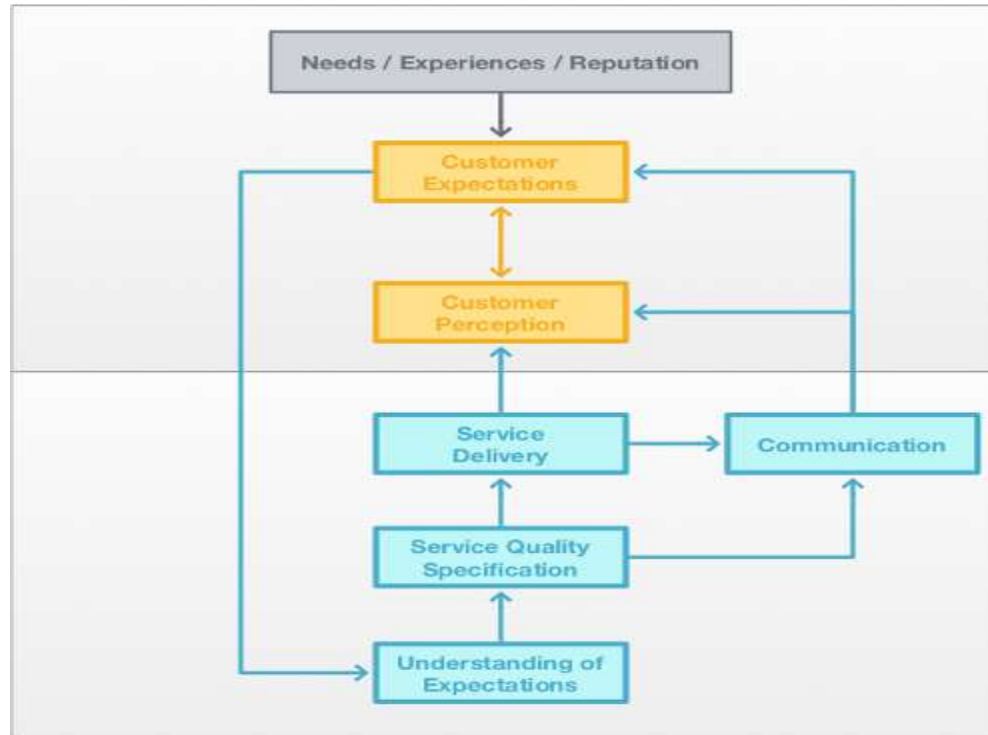 Needs / Experiences / Reputation
Customer
Expectations
Customer
Perception
Service
Delivery
Communication
Service Quality
Specification
Understanding of
Expectations